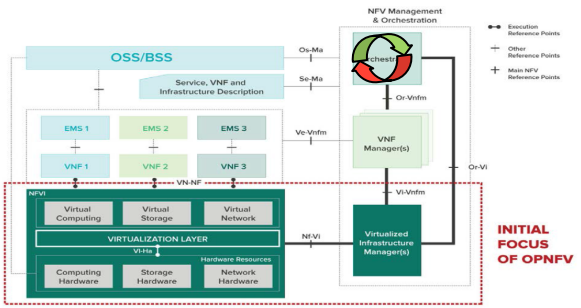 NFV Management
& Orchestration
Execution
Reference Points
Other
Reference Points
Main NFV
Reference Points
OSS/BSS
Os-Ma
Service, VNF and
Infrastructure Description
Se-Ma
Or-Vnfm
EMS 1
EMS 2
EMS 3
Ve-Vnfm
VNF
Manager(s)
Or-Vi
VNF 1
VNF 2
VNF 3
VN-NF
Vi-Vnfm
NFVI
Virtual
Computing
Virtual
Storage
Virtual
Network
VIRTUALIZATION LAYER
Nf-Vi
Virtualized
Infrastructure
Manager(s)
Vi-Ha
Hardware Resources
Computing
Hardware
Storage
Hardware
Network
Hardware
INITIAL
FOCUS
OF OPNFV